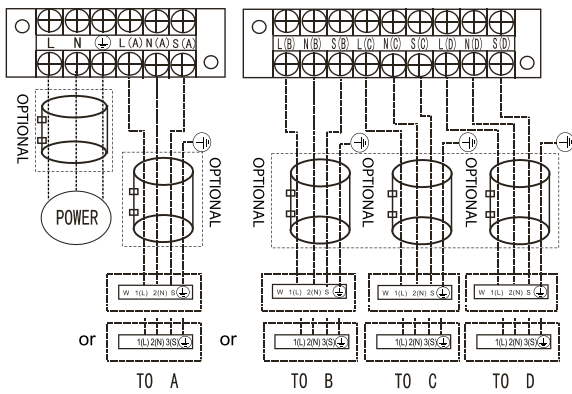 L N L(A) N(A) S(A)
L(B) N(B) S(B) L(C) N(C) S(C) L(D) N(D) S(D)
OPTIONAL
POWER
OPTIONAL
OPTIONAL
OPTIONAL
OPTIONAL
W 1(L) 2(N) S
W 1(L) 2(N) S
W 1(L) 2(N) S
W 1(L) 2(N) S
or
1(L) 2(N) 3(S)
or
1(L) 2(N) 3(S)
1(L) 2(N) 3(S)
1(L) 2(N) 3(S)
TO A
TO B
TO C
TO D